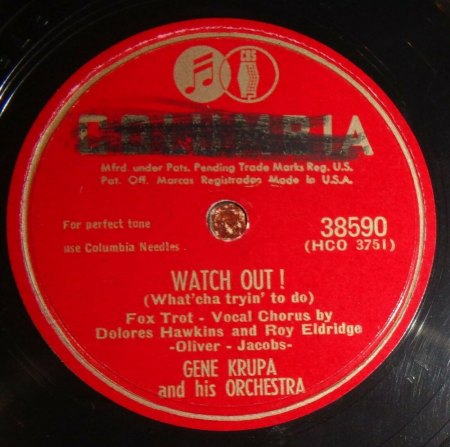 CBS
COLUMBIA
Mfrd. under Pats. Pending Trade Marks Reg. U.S.
Pat. Off. Marcas Registradas Made in U.S.A.
For perfect tone
use Columbia Needles.
38590
(HCO 3751)
WATCH OUT!
(What'cha tryin' to do)
Fox Trot - Vocal Chorus by
Dolores Hawkins and Roy Eldridge
-Oliver - Jacobs-
GENE KRUPA
and his ORCHESTRA